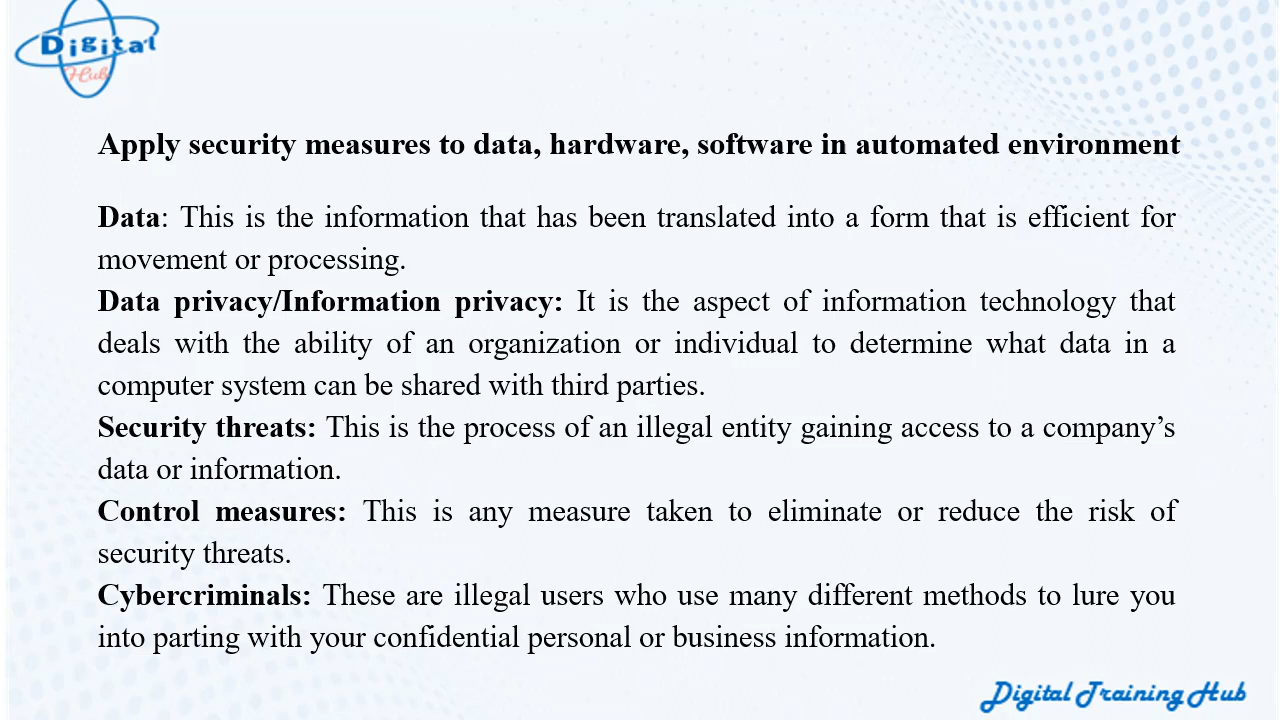 Digital
Hub
Apply security measures to data, hardware, software in automated environment
Data: This is the information that has been translated into a form that is efficient for
movement or processing.
Data privacy/Information privacy: It is the aspect of information technology that
deals with the ability of an organization or individual to determine what data in a
computer system can be shared with third parties.
Security threats: This is the process of an illegal entity gaining access to a company’s
data or information.
Control measures: This is any measure taken to eliminate or reduce the risk of
security threats.
Cybercriminals: These are illegal users who use many different methods to lure you
into parting with your confidential personal or business information.
Digital Training Hub